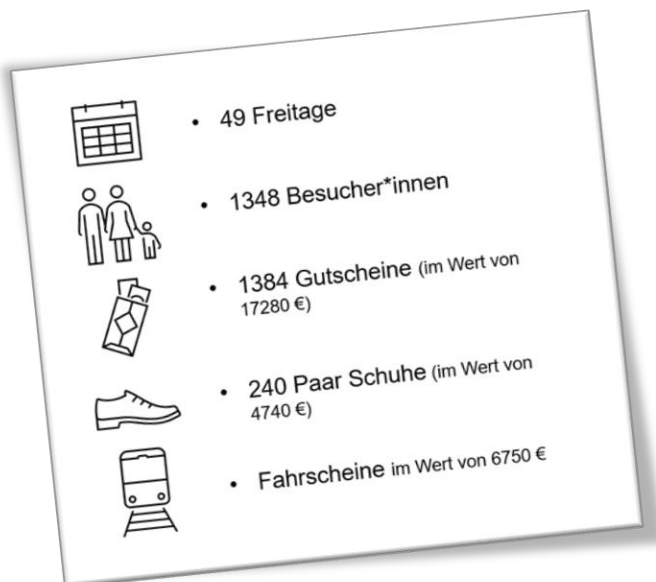 • 49 Freitage
• 1348 Besucher*innen
• 1384 Gutscheine (im Wert von
17280 €)
• 240 Paar Schuhe (im Wert von
4740 €)
• Fahrscheine im Wert von 6750 €